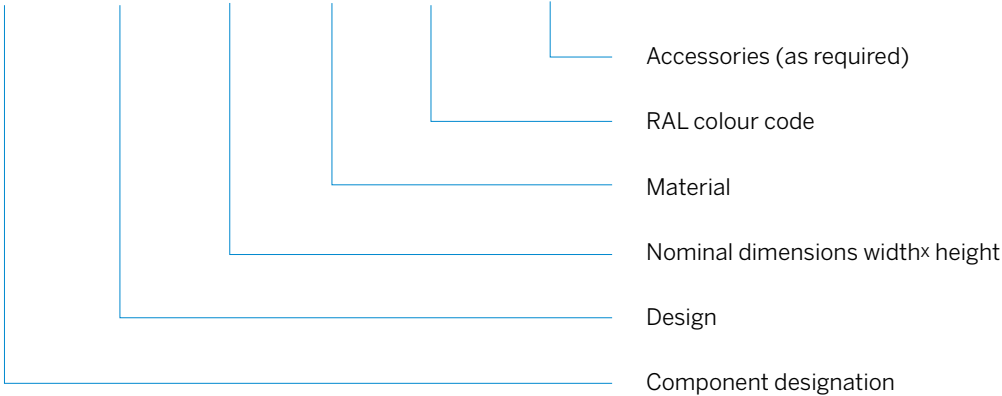 Accessories (as required)
RAL colour code
Material
Nominal dimensions widthx height
Design
Component designation